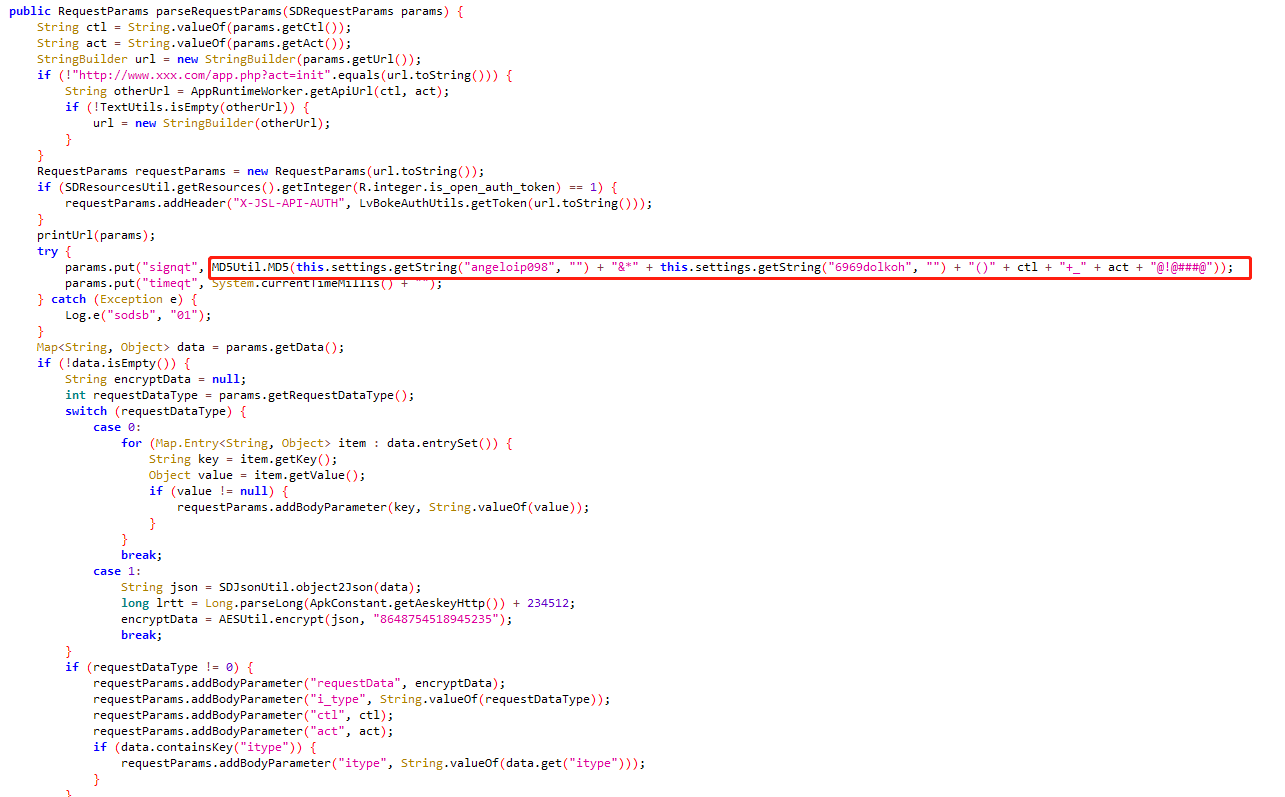 public RequestParams parseRequestParams(SDRequestParams params) {
    String ctl = String.valueOf(params.getCtl());
    String act = String.valueOf(params.getAct());
    StringBuilder url = new StringBuilder(params.getUrl());
    if (!"http://www.xxx.com/app.php?act=init".equals(url.toString())) {
        String otherUrl = AppRuntimeWorker.getApiUrl(ctl, act);
        if (!TextUtils.isEmpty(otherUrl)) {
            url = new StringBuilder(otherUrl);
        }
    }
    RequestParams requestParams = new RequestParams(url.toString());
    if (SDResourcesUtil.getResources().getInteger(R.integer.is_open_auth_token) == 1) {
        requestParams.addHeader("X-JSL-API-AUTH", LvBokeAuthUtils.getToken(url.toString()));
    }
    printUrl(params);
    try {
        params.put("signqt", MD5Util.MD5(this.settings.getString("angeloip098", "") + "&*" + this.settings.getString("6969dolkoh", "") + "()" + ctl + "+_" + act + "@!@###@"));
        params.put("timeqt", System.currentTimeMillis() + "");
    } catch (Exception e) {
        Log.e("sodsb", "01");
    }
    Map<String, Object> data = params.getData();
    if (!data.isEmpty()) {
        String encryptData = null;
        int requestDataType = params.getRequestDataType();
        switch (requestDataType) {
            case 0:
                for (Map.Entry<String, Object> item : data.entrySet()) {
                    String key = item.getKey();
                    Object value = item.getValue();
                    if (value != null) {
                        requestParams.addBodyParameter(key, String.valueOf(value));
                    }
                }
                break;
            case 1:
                String json = SDJsonUtil.object2Json(data);
                long lrtt = Long.parseLong(ApkConstant.getAeskeyHttp()) + 234512;
                encryptData = AESUtil.encrypt(json, "8648754518945235");
                break;
        }
        if (requestDataType != 0) {
            requestParams.addBodyParameter("requestData", encryptData);
            requestParams.addBodyParameter("i_type", String.valueOf(requestDataType));
            requestParams.addBodyParameter("ctl", ctl);
            requestParams.addBodyParameter("act", act);
            if (data.containsKey("itype")) {
                requestParams.addBodyParameter("itype", String.valueOf(data.get("itype")));
            }
        }